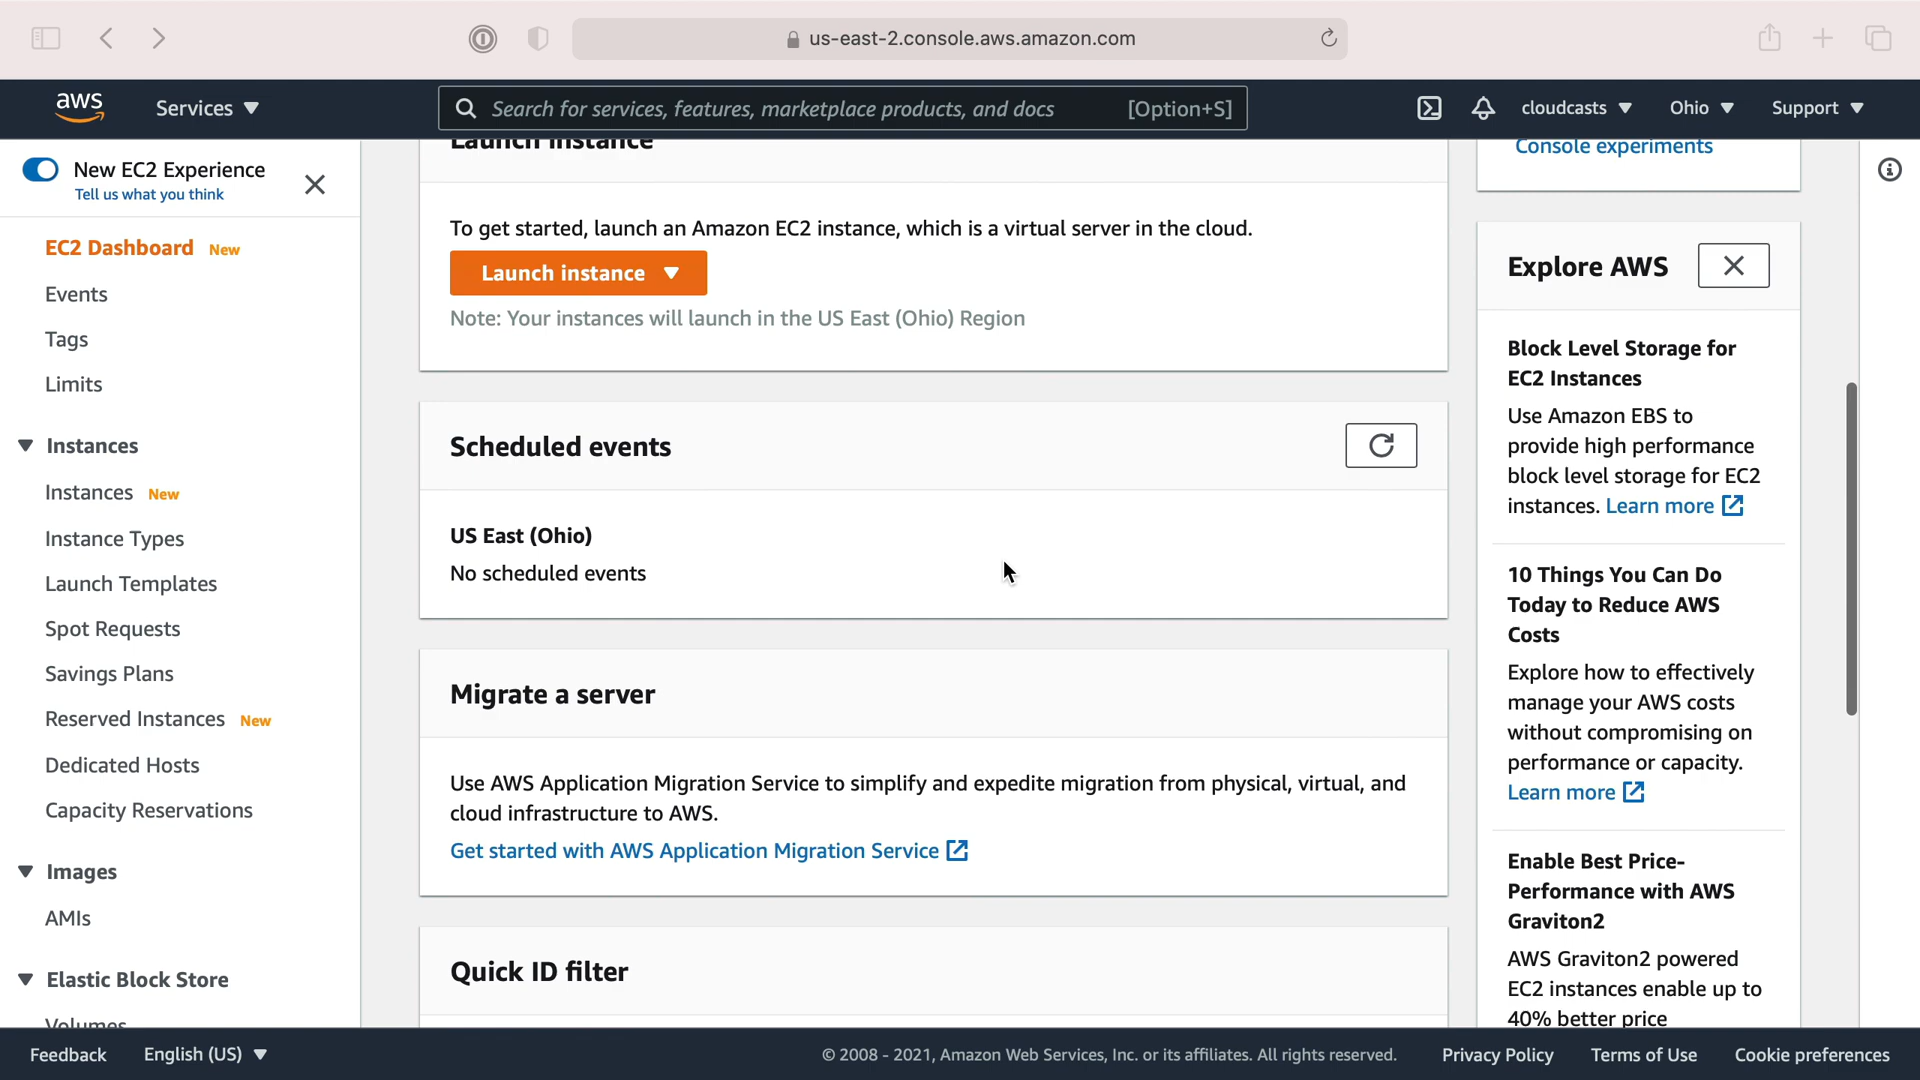 us-east-2.console.aws.amazon.com
aws
Services
Search for services, features, marketplace products, and docs
[Option+S]
cloudcasts
Ohio
Support
New EC2 Experience
Tell us what you think
EC2 Dashboard New
Events
Tags
Limits
Instances
Instances New
Instance Types
Launch Templates
Spot Requests
Savings Plans
Reserved Instances New
Dedicated Hosts
Capacity Reservations
Images
AMIs
Elastic Block Store
Volumes
Launch instance
To get started, launch an Amazon EC2 instance, which is a virtual server in the cloud.
Launch instance
Note: Your instances will launch in the US East (Ohio) Region
Scheduled events
US East (Ohio)
No scheduled events
Migrate a server
Use AWS Application Migration Service to simplify and expedite migration from physical, virtual, and
cloud infrastructure to AWS.
Get started with AWS Application Migration Service
Quick ID filter
Console experiments
Explore AWS
Block Level Storage for
EC2 Instances
Use Amazon EBS to
provide high performance
block level storage for EC2
instances. Learn more
10 Things You Can Do
Today to Reduce AWS
Costs
Explore how to effectively
manage your AWS costs
without compromising on
performance or capacity.
Learn more
Enable Best Price-
Performance with AWS
Graviton2
AWS Graviton2 powered
EC2 instances enable up to
40% better price
Feedback
English (US)
© 2008 - 2021, Amazon Web Services, Inc. or its affiliates. All rights reserved.
Privacy Policy
Terms of Use
Cookie preferences